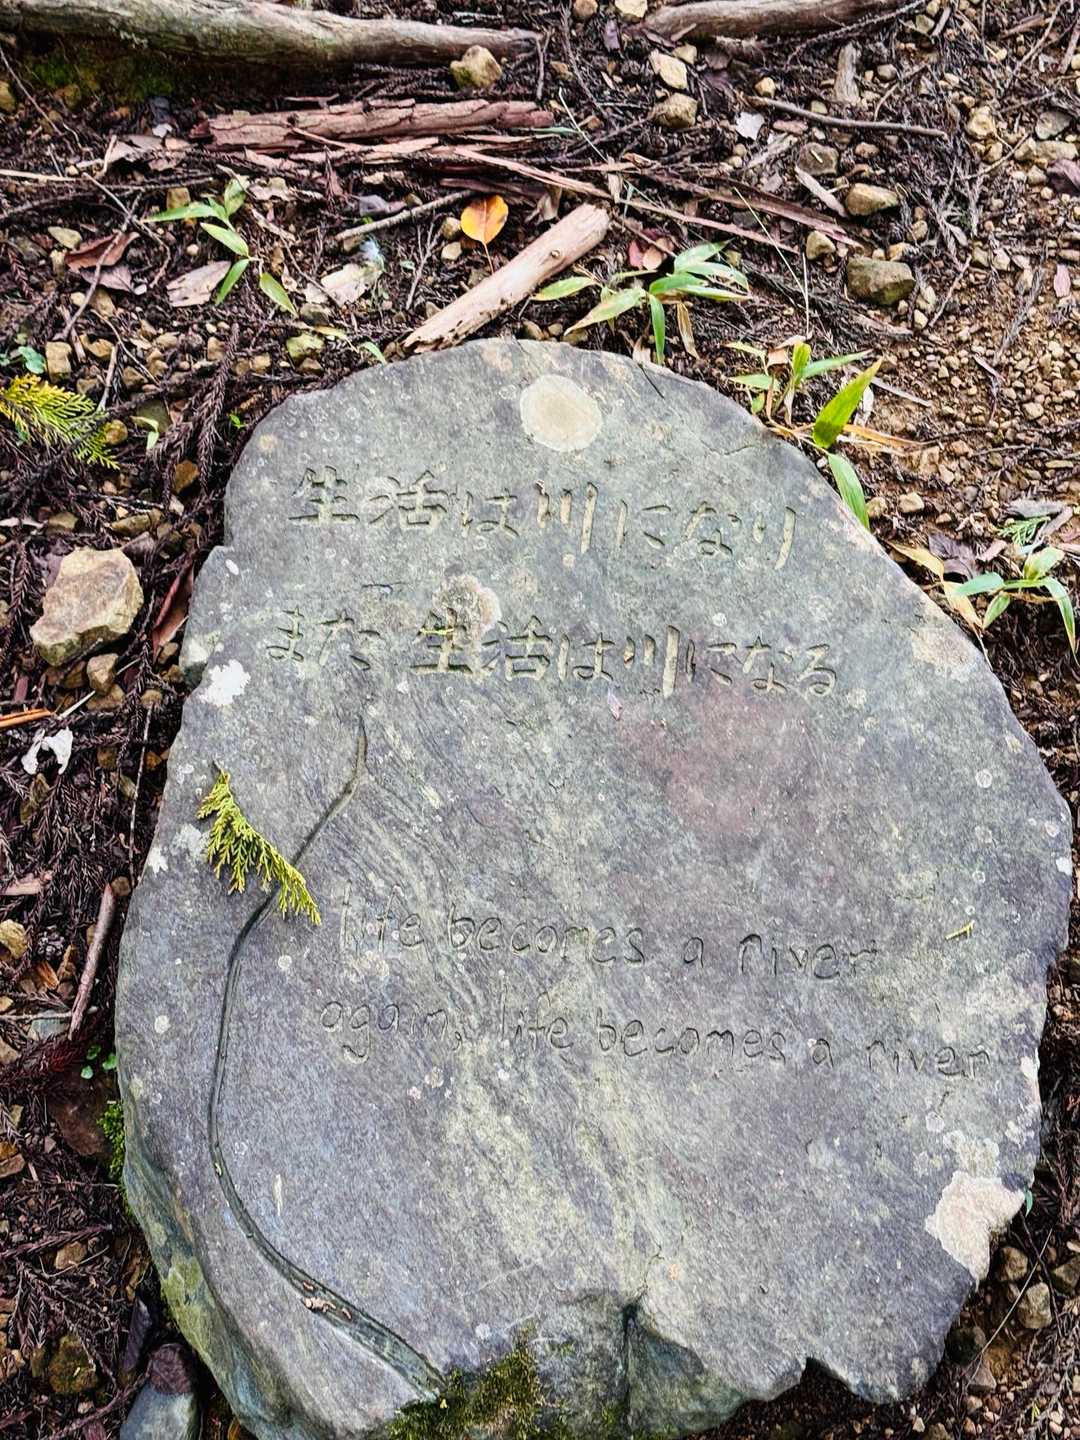 生活は川になり
また 生活は川になる
life becomes a river
again, life becomes a river